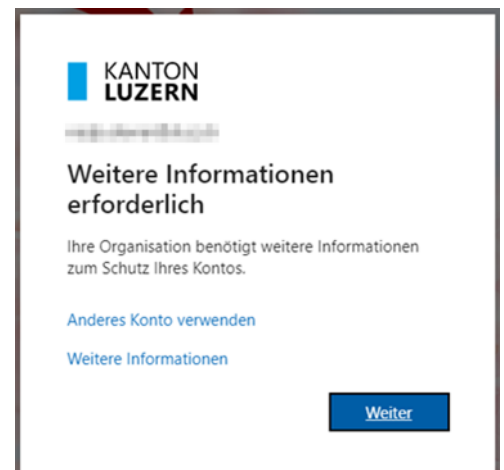 KANTON
LUZERN
Weitere Informationen
erforderlich
Ihre Organisation benötigt weitere Informationen
zum Schutz Ihres Kontos.
Anderes Konto verwenden
Weitere Informationen
Weiter